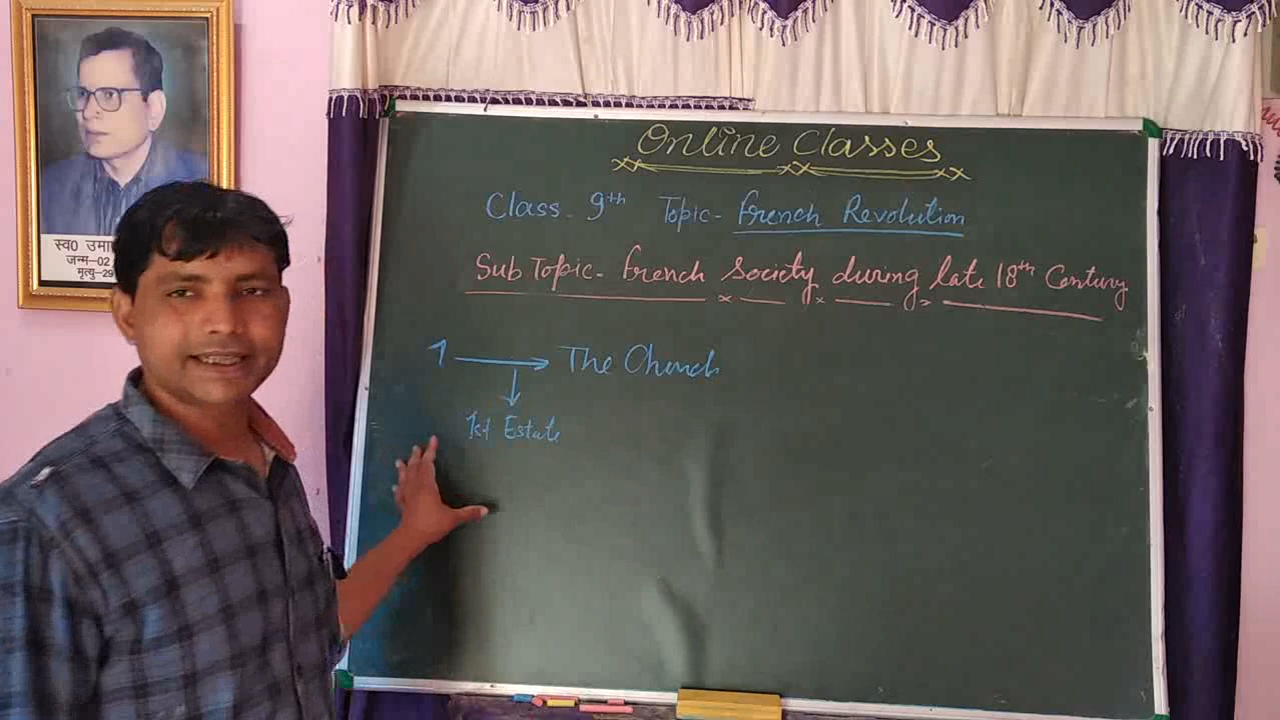 Online Classes
Class - 9th Topic - French Revolution
Sub Topic - French Society during late 18th Century
1 → The Church
↓
1st Estate
स्व0 उमा
जन्म-02
मृत्यु-29